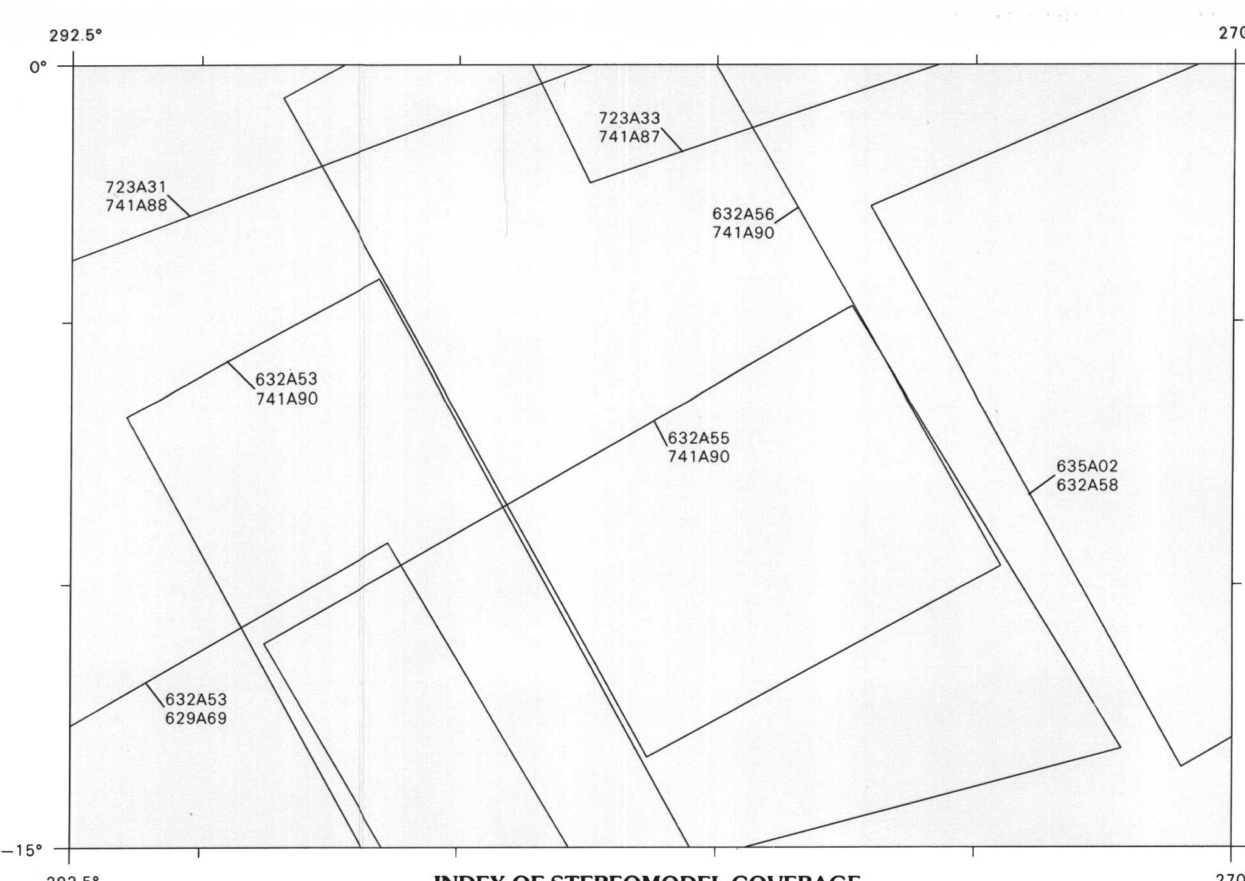 292.5°
270
0°
723A33
741A87
723A31
741A88
632A56
741A90
632A53
741A90
632A55
741A90
635A02
632A58
632A53
629A69
−15°
292.5°
270
INDEX OF STEREOMODEL COVERAGE